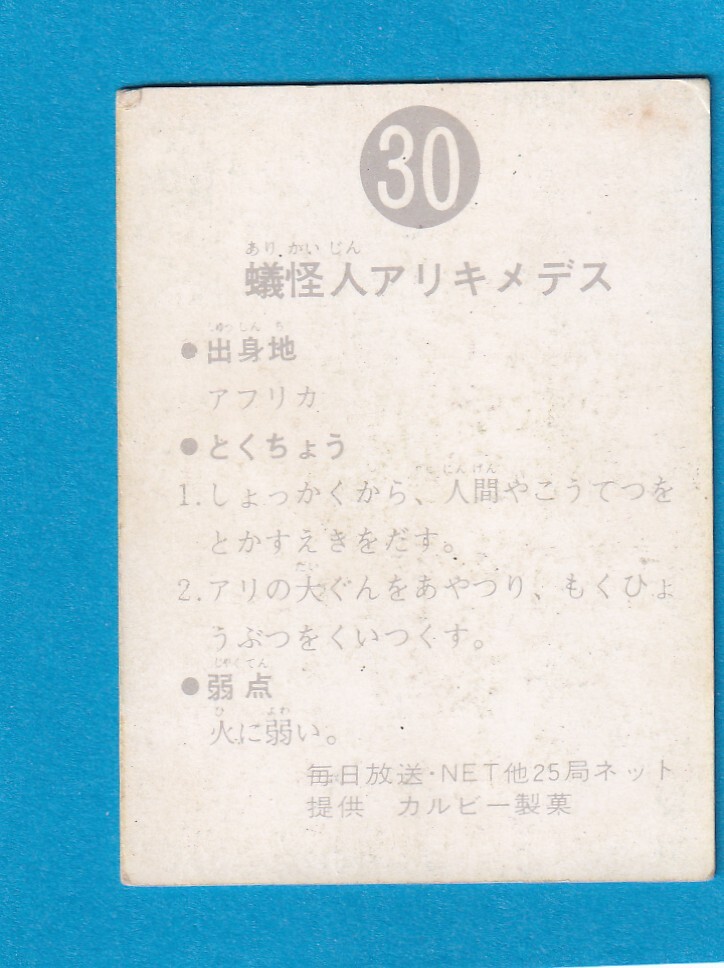 30
ありかいじん
蟻怪人アリキメデス
しゅっしんち
●出身地
アフリカ
●とくちょう
にんげん
1.しょっかくから、人間やこうてつを
とかすえきをだす。
たい
2.アリの大ぐんをあやつり、もくひょ
うぶつをくいつくす。
じゃくてん
●弱点
ひ よわ
火に弱い。
毎日放送・NET他25局ネット
提供 カルビー製菓